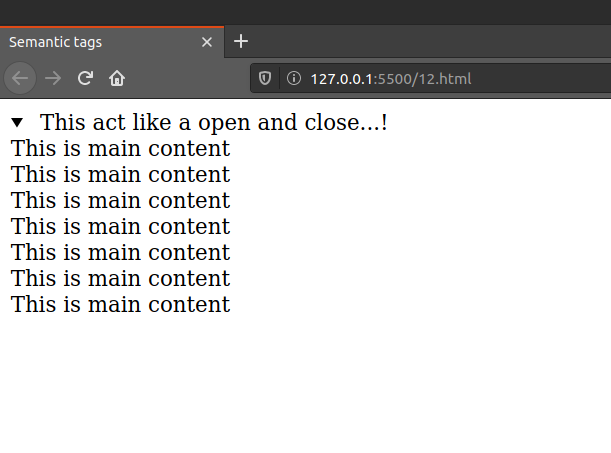 Semantic tags
127.0.0.1:5500/12.html
This act like a open and close...!
This is main content
This is main content
This is main content
This is main content
This is main content
This is main content
This is main content